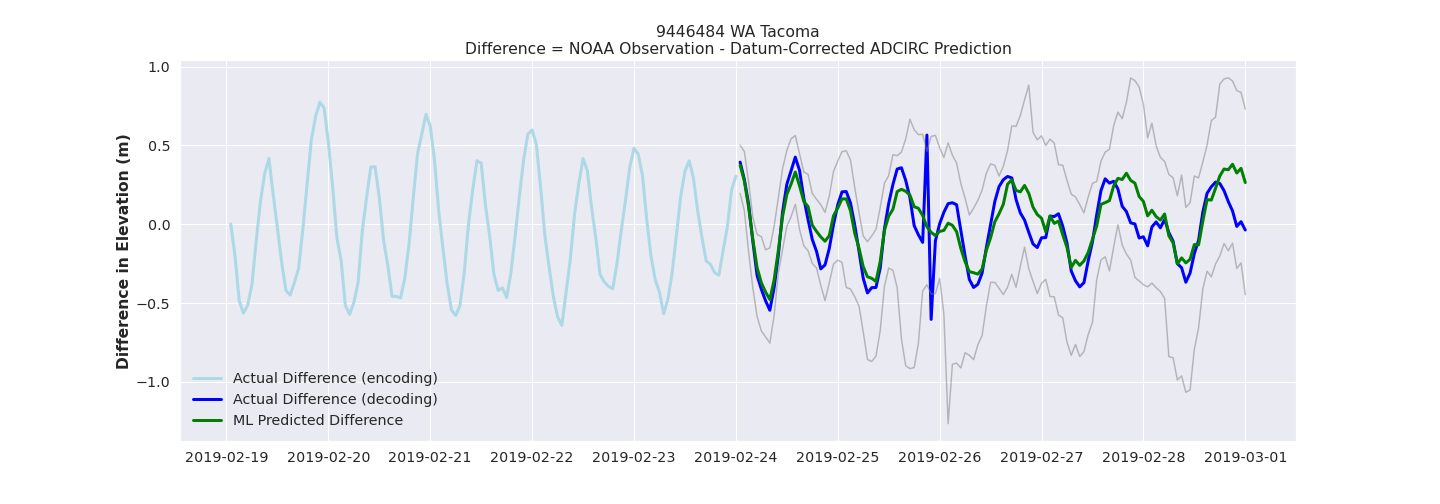 9446484 WA Tacoma
Difference = NOAA Observation - Datum-Corrected ADCIRC Prediction
Difference in Elevation (m)
1.0
0.5
0.0
−0.5
−1.0
Actual Difference (encoding)
Actual Difference (decoding)
ML Predicted Difference
2019-02-19 2019-02-20 2019-02-21 2019-02-22 2019-02-23 2019-02-24 2019-02-25 2019-02-26 2019-02-27 2019-02-28 2019-03-01